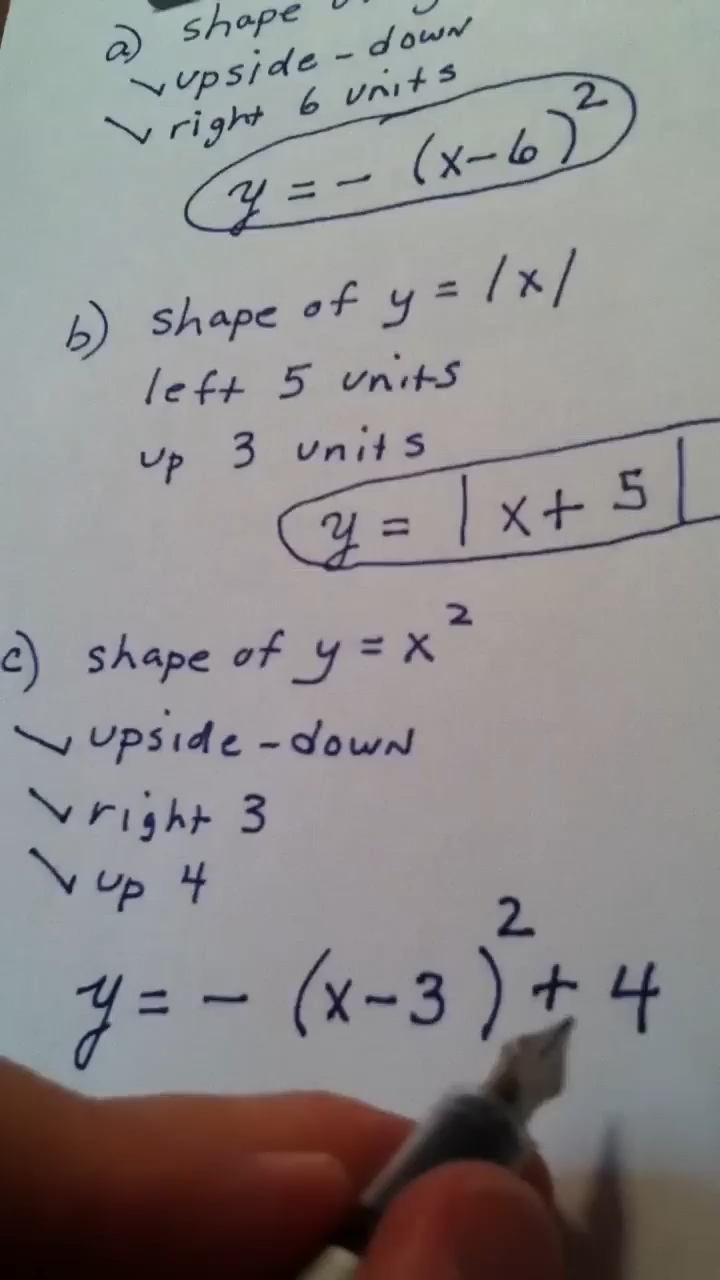 a) shape
upside-down
right 6 units
y = - (x-6)²
b) shape of y = |x|
left 5 units
up 3 units
y = |x+5|
c) shape of y = x²
upside-down
right 3
up 4
y = - (x-3)² + 4